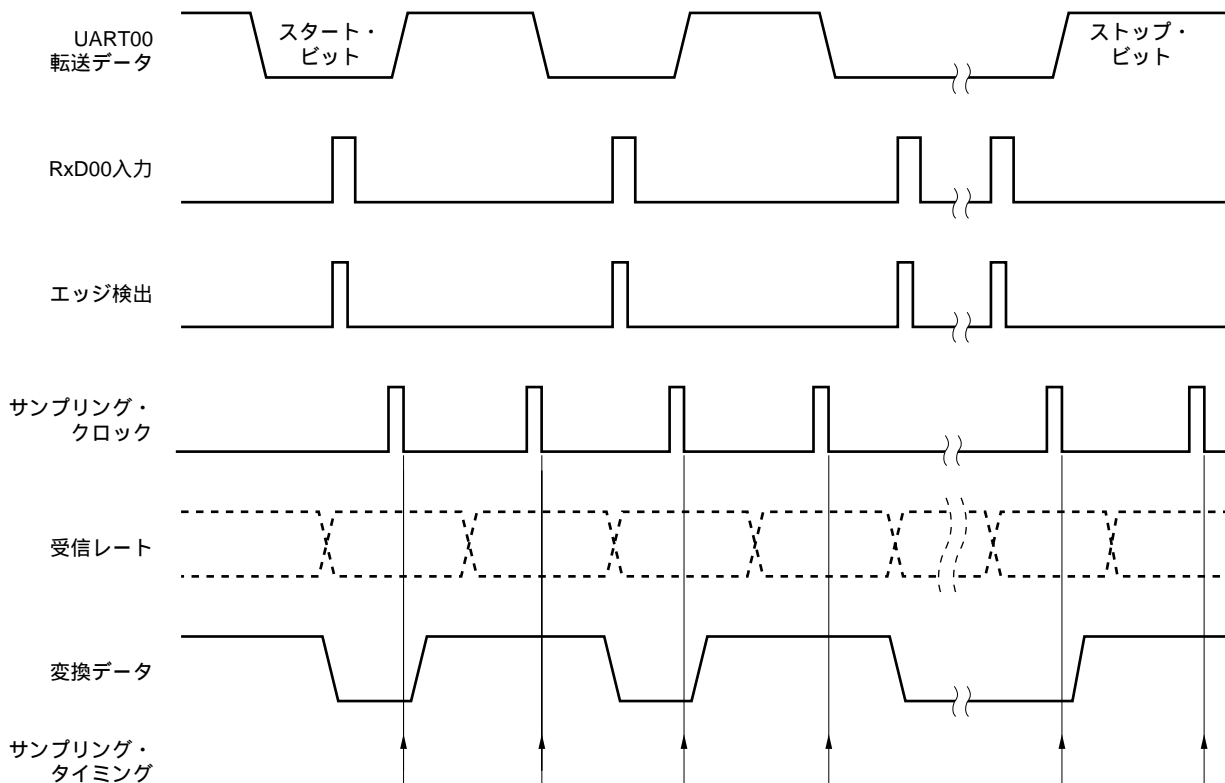 UART00
転送データ
スタート・
ビット
ストップ・
ビット
RxD00入力
エッジ検出
サンプリング・
クロック
受信レート
変換データ
サンプリング・
タイミング